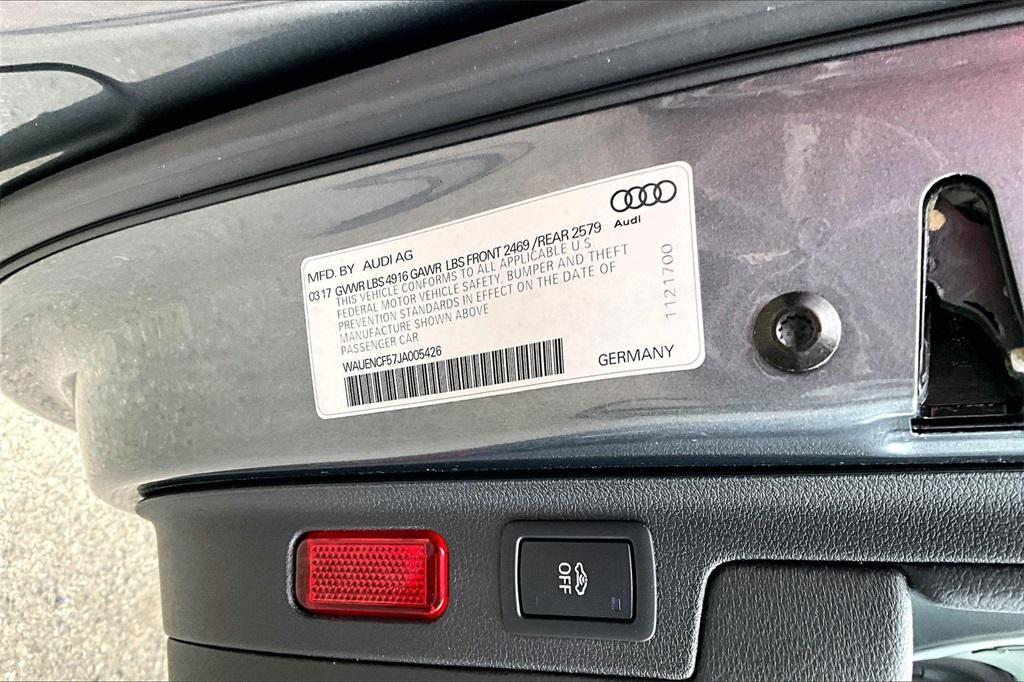 MFD. BY AUDI AG
03 17 GVWR LBS 4916 GAWR LBS FRONT 2469 /REAR 2579
THIS VEHICLE CONFORMS TO ALL APPLICABLE U.S
FEDERAL MOTOR VEHICLE SAFETY, BUMPER AND THEFT
PREVENTION STANDARDS IN EFFECT ON THE DATE OF
MANUFACTURE SHOWN ABOVE
PASSENGER CAR
WAUENCF57JA005426
GERMANY
Audi
1121700
OFF